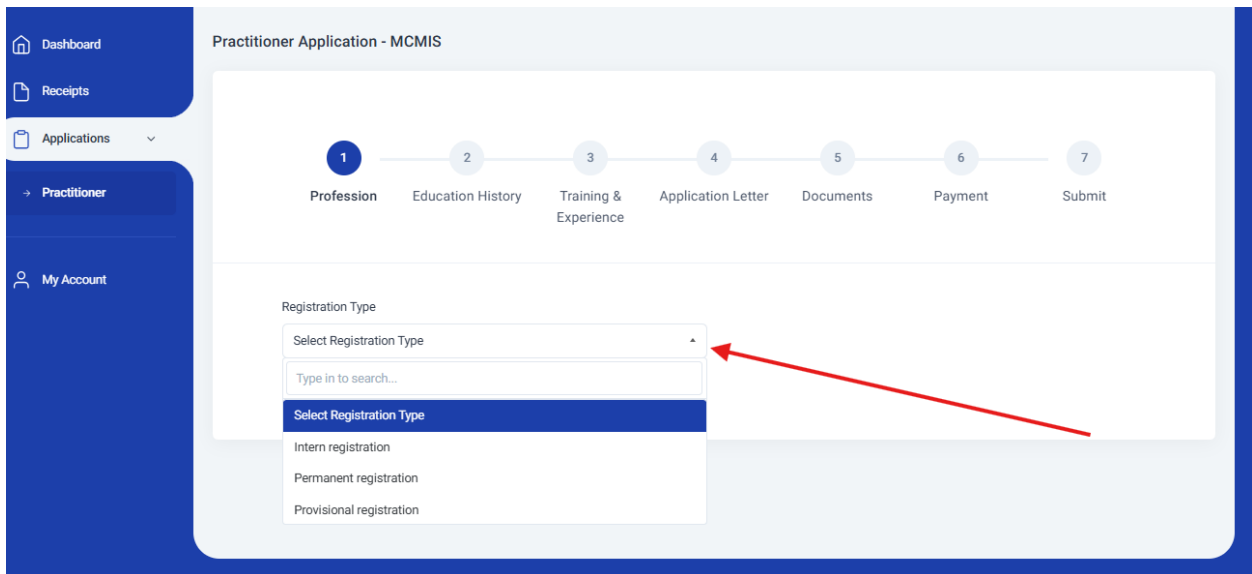 Dashboard
Receipts
Applications
Practitioner
My Account
Practitioner Application - MCMIS
1
2
3
4
5
6
7
Profession
Education History
Training &
Experience
Application Letter
Documents
Payment
Submit
Registration Type
Select Registration Type
Type in to search...
Select Registration Type
Intern registration
Permanent registration
Provisional registration